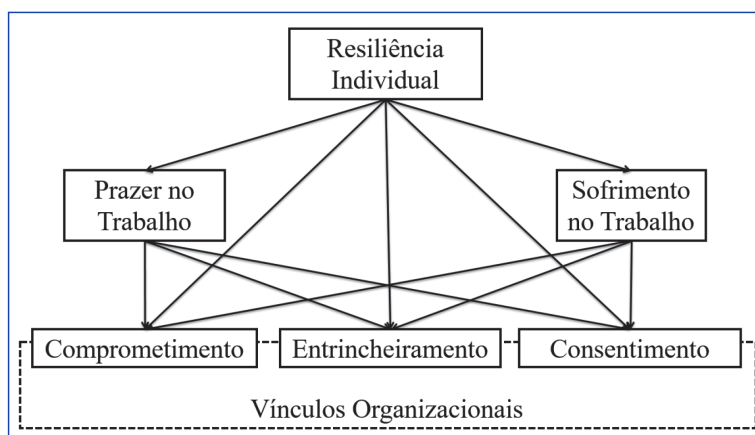 Resiliência
Individual
Prazer no
Trabalho
Sofrimento
no Trabalho
Comprometimento
Entrincheiramento
Consentimento
Vínculos Organizacionais